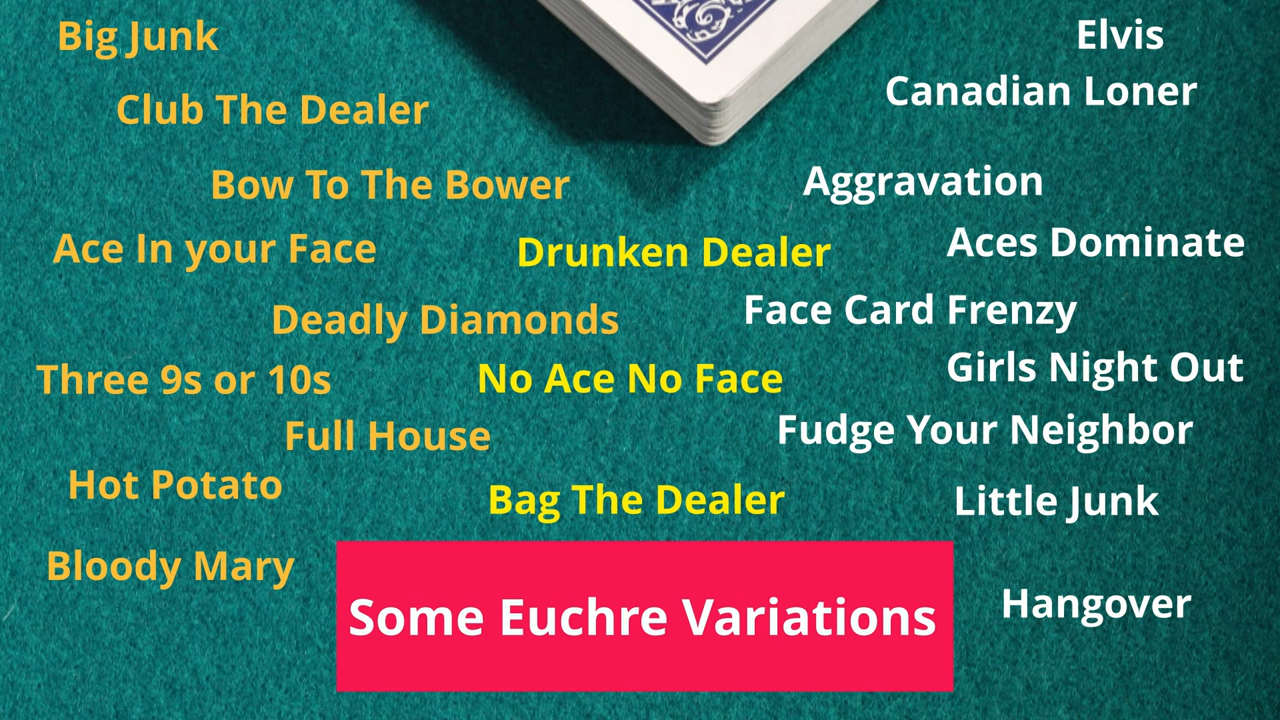 Big Junk
Elvis
Canadian Loner
Club The Dealer
Bow To The Bower
Aggravation
Ace In your Face
Drunken Dealer
Aces Dominate
Deadly Diamonds
Face Card Frenzy
Three 9s or 10s
No Ace No Face
Girls Night Out
Full House
Fudge Your Neighbor
Hot Potato
Bag The Dealer
Little Junk
Bloody Mary
Some Euchre Variations
Hangover